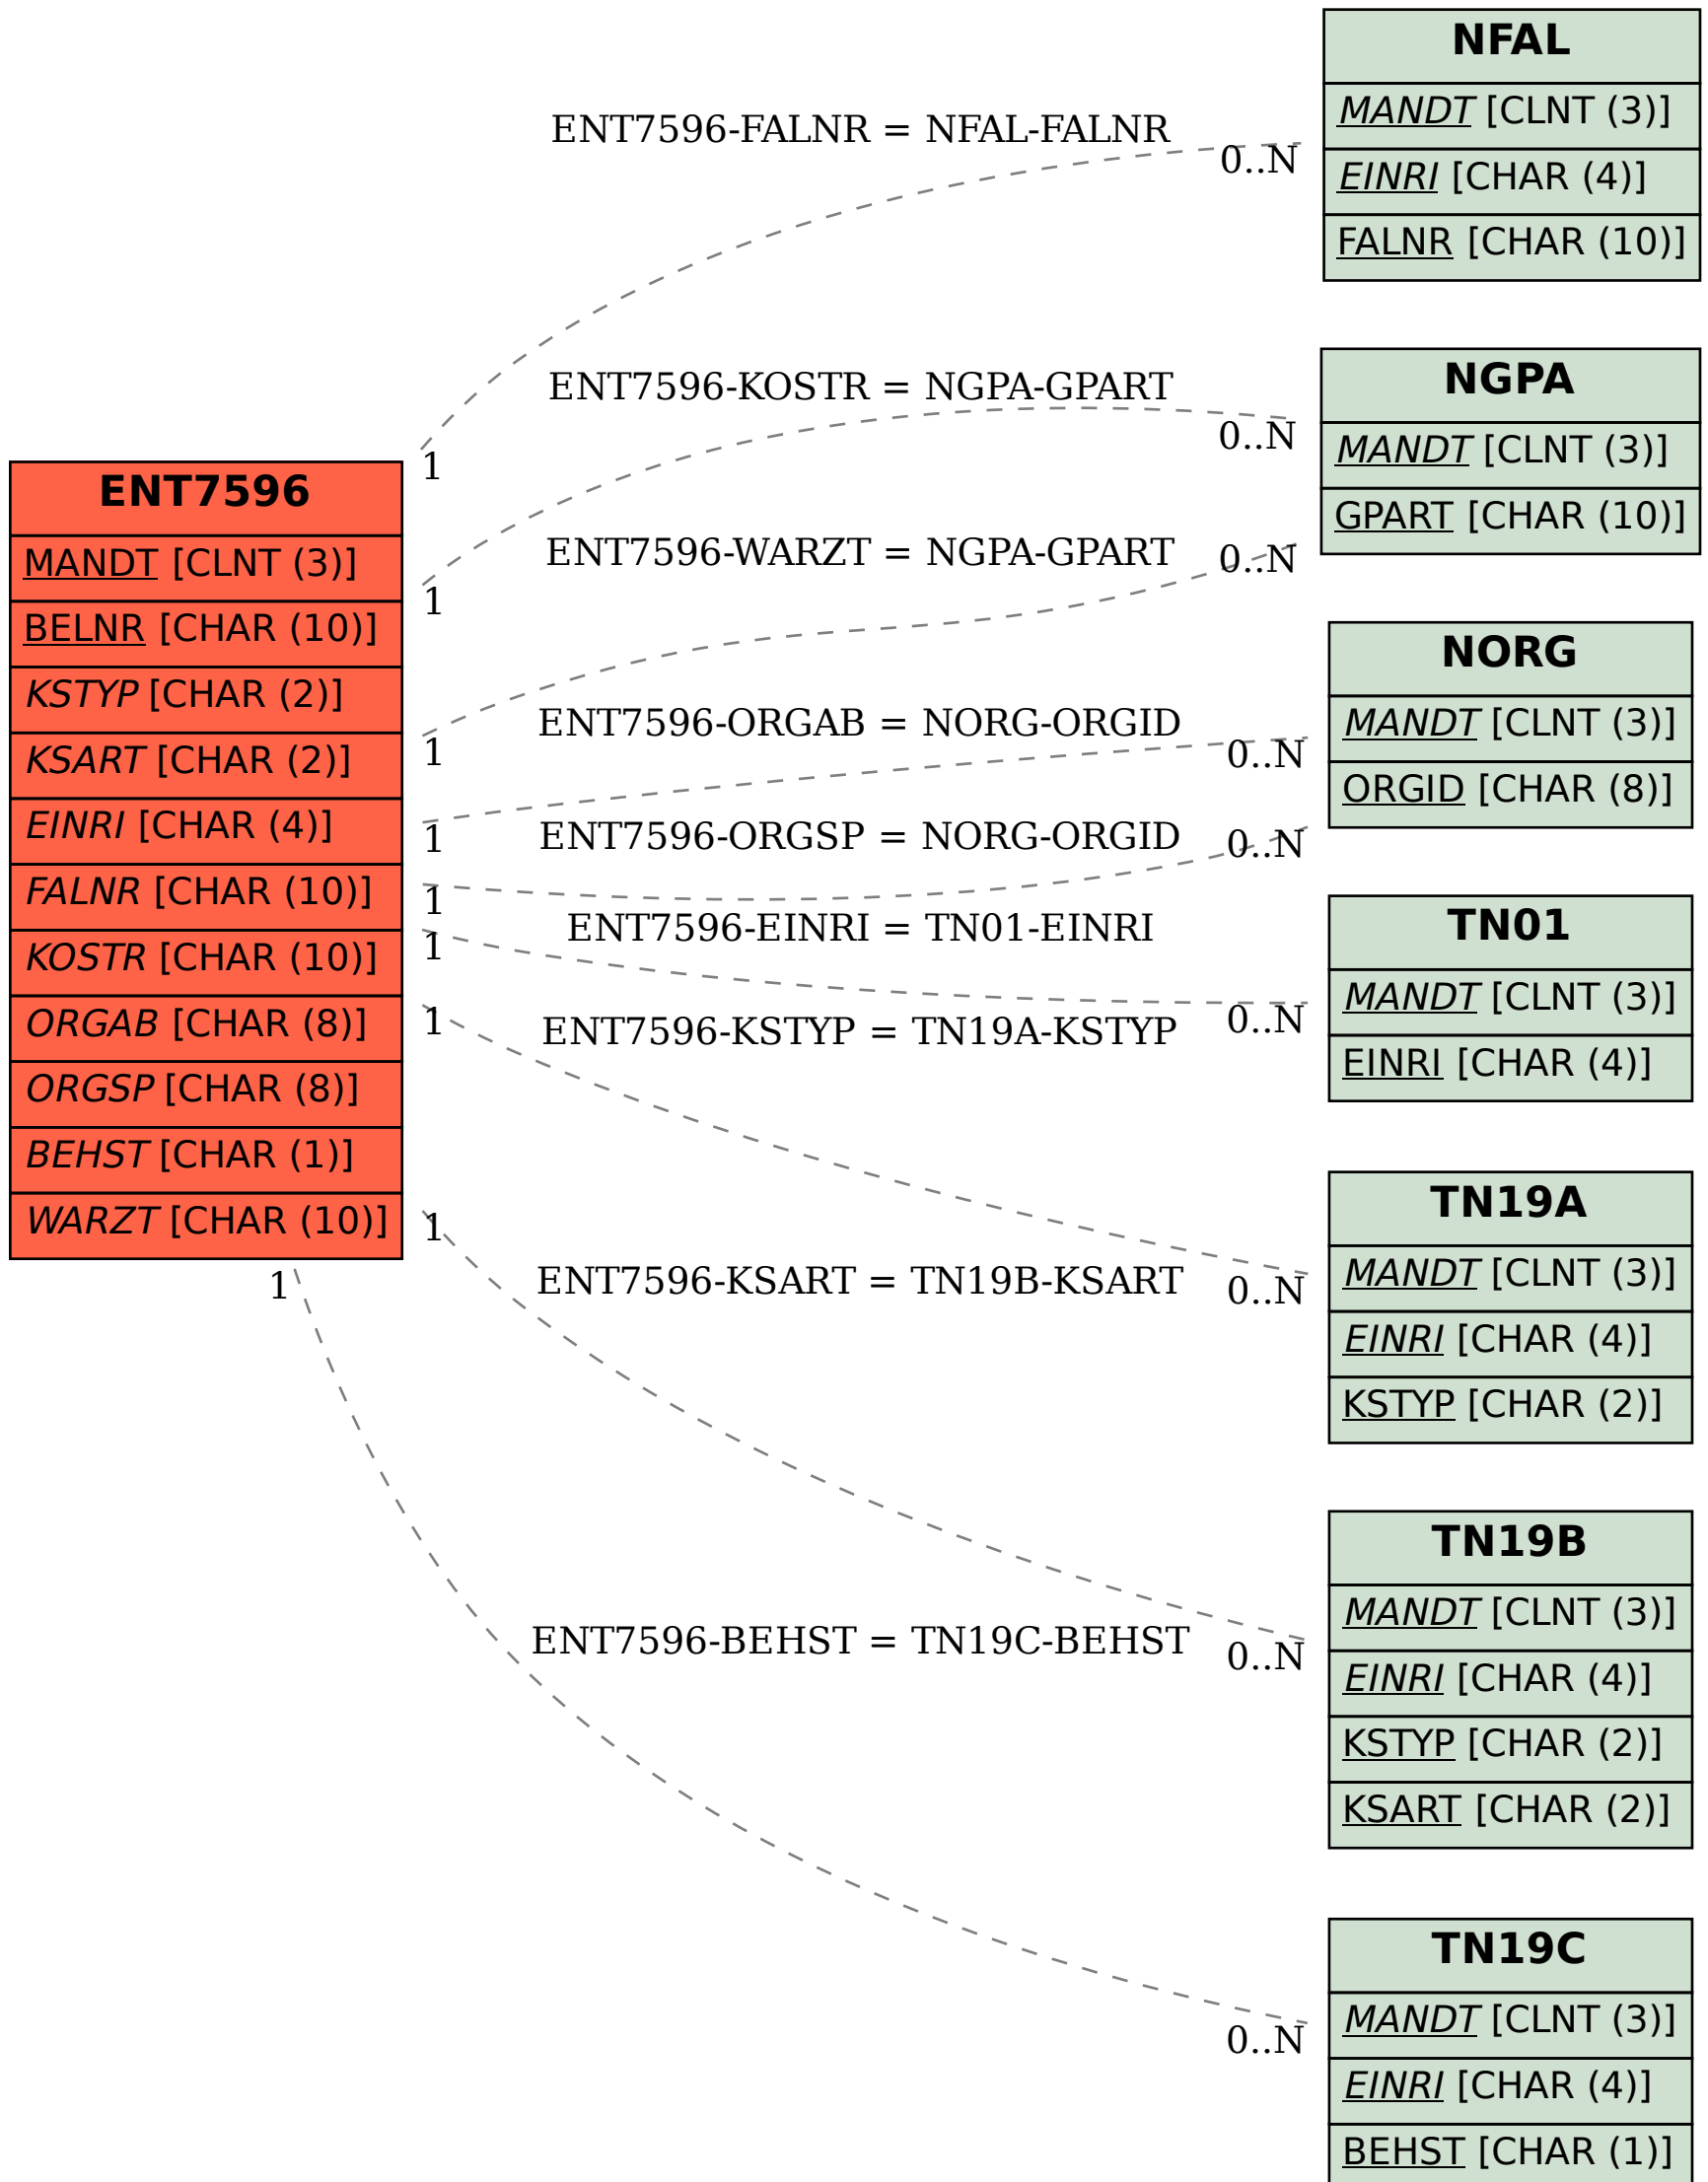 ENT7596
MANDT [CLNT (3)]
BELNR [CHAR (10)]
KSTYP [CHAR (2)]
KSART [CHAR (2)]
EINRI [CHAR (4)]
FALNR [CHAR (10)]
KOSTR [CHAR (10)]
ORGAB [CHAR (8)]
ORGSP [CHAR (8)]
BEHST [CHAR (1)]
WARZT [CHAR (10)]
ENT7596-FALNR = NFAL-FALNR
0..N
1
ENT7596-KOSTR = NGPA-GPART
0..N
1
ENT7596-WARZT = NGPA-GPART
0..N
1
ENT7596-ORGAB = NORG-ORGID
0..N
1
ENT7596-ORGSP = NORG-ORGID
0..N
1
ENT7596-EINRI = TN01-EINRI
0..N
1
ENT7596-KSTYP = TN19A-KSTYP
0..N
1
ENT7596-KSART = TN19B-KSART
0..N
1
ENT7596-BEHST = TN19C-BEHST
0..N
1
NFAL
MANDT [CLNT (3)]
EINRI [CHAR (4)]
FALNR [CHAR (10)]
NGPA
MANDT [CLNT (3)]
GPART [CHAR (10)]
NORG
MANDT [CLNT (3)]
ORGID [CHAR (8)]
TN01
MANDT [CLNT (3)]
EINRI [CHAR (4)]
TN19A
MANDT [CLNT (3)]
EINRI [CHAR (4)]
KSTYP [CHAR (2)]
TN19B
MANDT [CLNT (3)]
EINRI [CHAR (4)]
KSTYP [CHAR (2)]
KSART [CHAR (2)]
TN19C
MANDT [CLNT (3)]
EINRI [CHAR (4)]
BEHST [CHAR (1)]